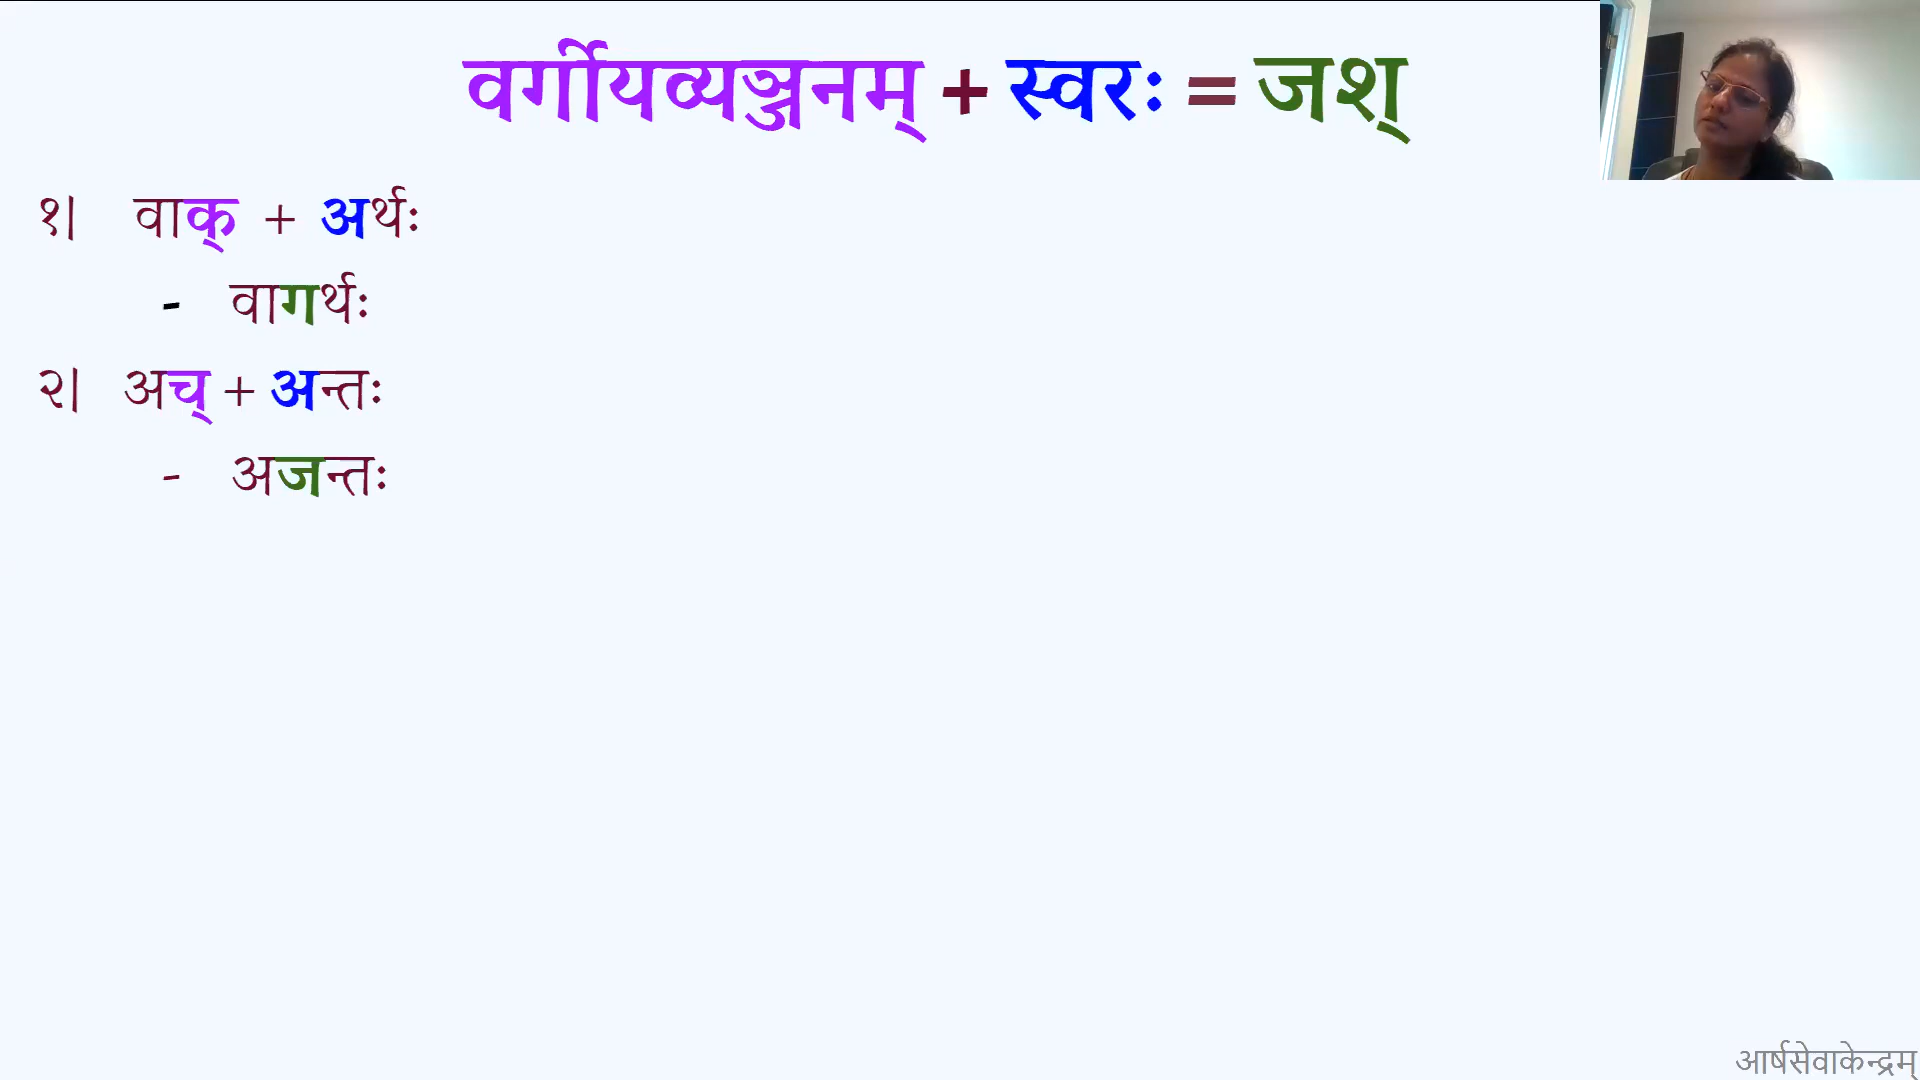 वर्गीयव्यञ्जनम् + स्वरः = जश्
१| वाक् + अर्थः
- वागर्थः
२| अच् + अन्तः
- अजन्तः
आर्षसेवाकेन्द्रम्